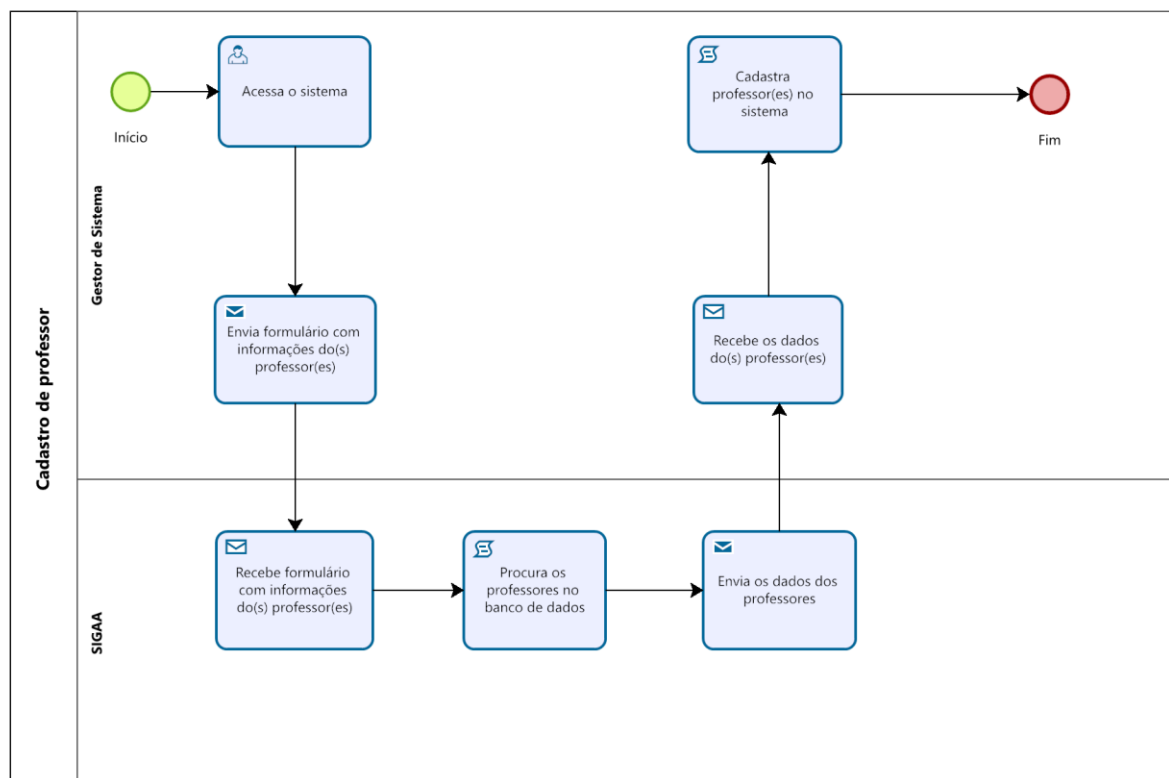 Cadastro de professor
Gestor de Sistema
Início
Acessa o sistema
Envia formulário com
informações do(s)
professor(es)
Cadastra
professor(es) no
sistema
Fim
Recebe os dados
do(s) professor(es)
SIGAA
Recebe formulário
com informações
do(s) professor(es)
Procura os
professores no
banco de dados
Envia os dados dos
professores